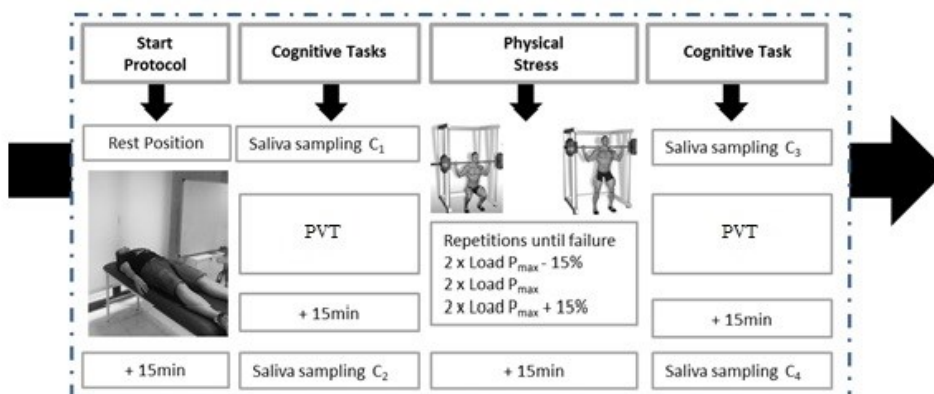 Start
Protocol
Rest Position
+ 15min
Cognitive Tasks
Saliva sampling C₁
PVT
+ 15min
Saliva sampling C₂
Physical
Stress
Repetitions until failure
2 x Load Pₘₐₓ - 15%
2 x Load Pₘₐₓ
2 x Load Pₘₐₓ + 15%
+ 15min
Cognitive Task
Saliva sampling C₃
PVT
+ 15min
Saliva sampling C₄